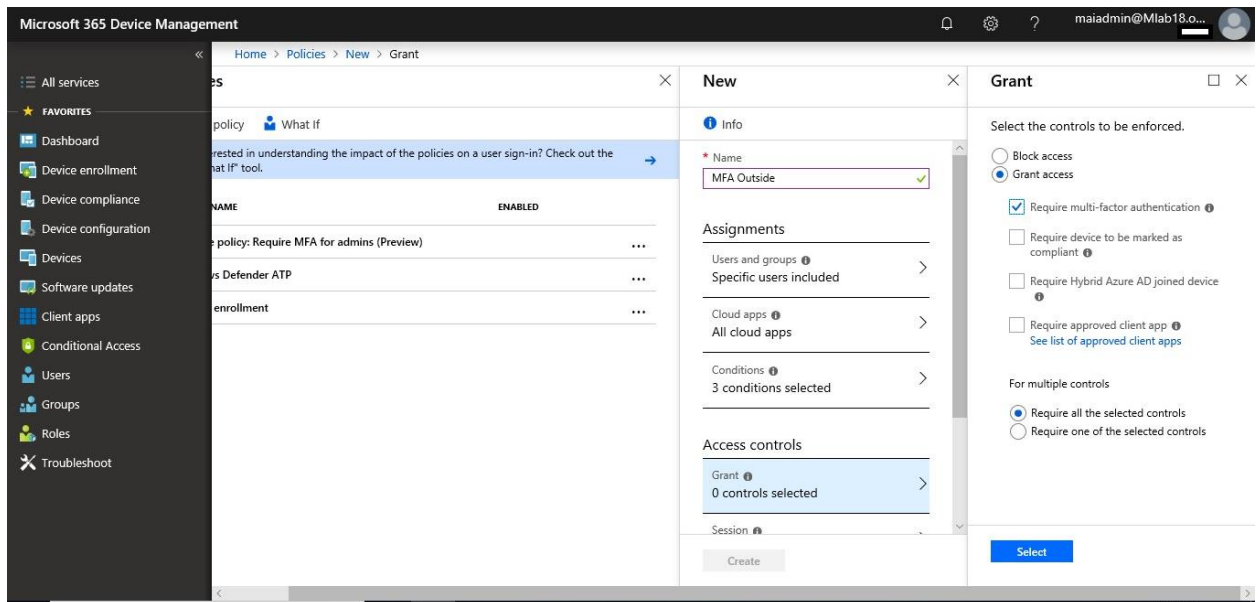 Microsoft 365 Device Management
maiadmin@Mlab18.o...
Home > Policies > New > Grant
All services
FAVORITES
Dashboard
Device enrollment
Device compliance
Device configuration
Devices
Software updates
Client apps
Conditional Access
Users
Groups
Roles
Troubleshoot
es
policy
What If
rested in understanding the impact of the policies on a user sign-in? Check out the
hat If" tool.
NAME ENABLED
e policy: Require MFA for admins (Preview)
vs Defender ATP
enrollment
New
Info
* Name
MFA Outside
Assignments
Users and groups
Specific users included
Cloud apps
All cloud apps
Conditions
3 conditions selected
Access controls
Grant
0 controls selected
Session
Create
Grant
Select the controls to be enforced.
Block access
Grant access
Require multi-factor authentication
Require device to be marked as
compliant
Require Hybrid Azure AD joined device
Require approved client app
See list of approved client apps
For multiple controls
Require all the selected controls
Require one of the selected controls
Select